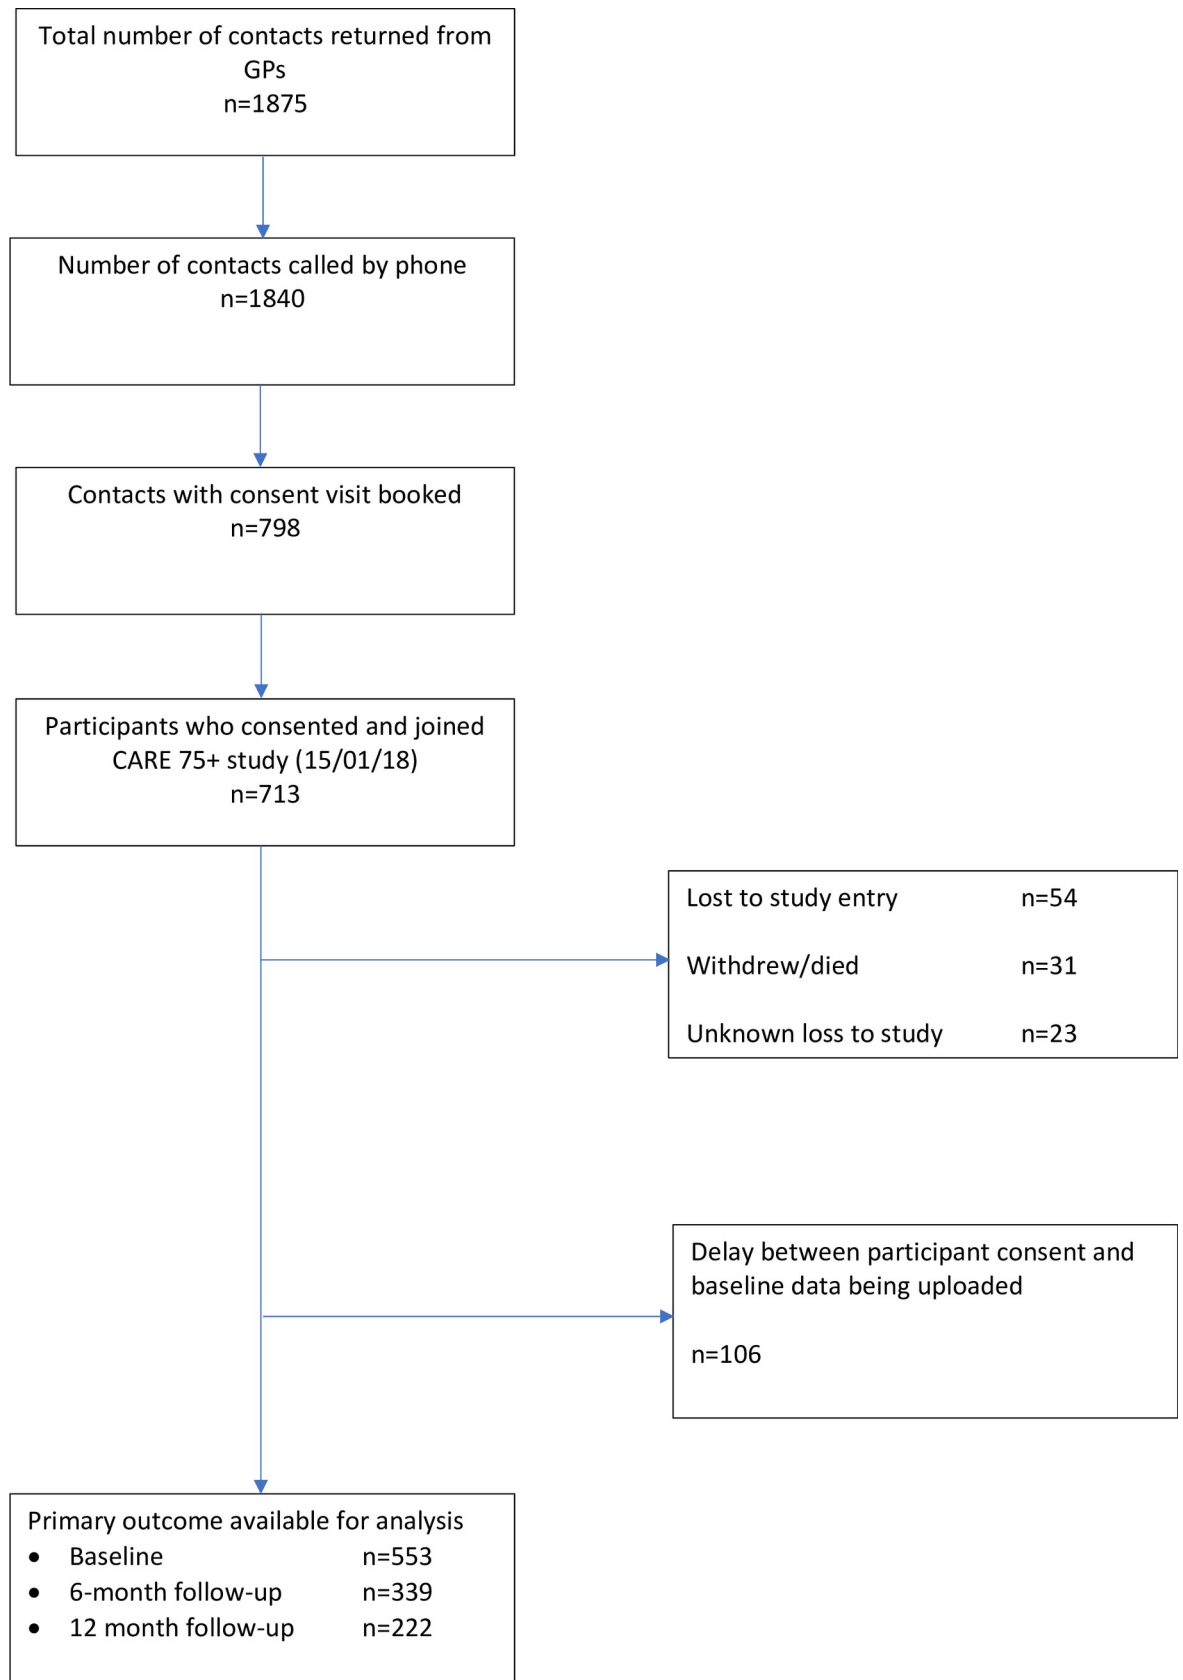 Total number of contacts returned from
GPs
n=1875
Number of contacts called by phone
n=1840
Contacts with consent visit booked
n=798
Participants who consented and joined
CARE 75+ study (15/01/18)
n=713
Lost to study entry n=54
Withdrew/died n=31
Unknown loss to study n=23
Delay between participant consent and
baseline data being uploaded
n=106
Primary outcome available for analysis
• Baseline n=553
• 6-month follow-up n=339
• 12 month follow-up n=222